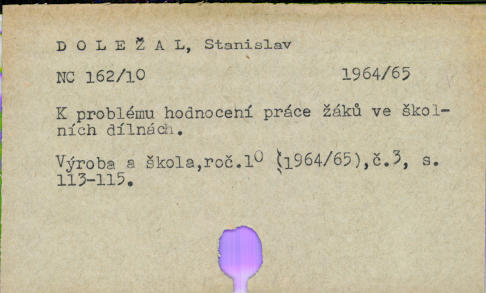 D O L E Ž A L, Stanislav
NC 162/10 1964/65
K problému hodnocení práce žáků ve škol-
ních dílnách.
Výroba a škola,roč.10 (1964/65),č.3, s.
113-115.